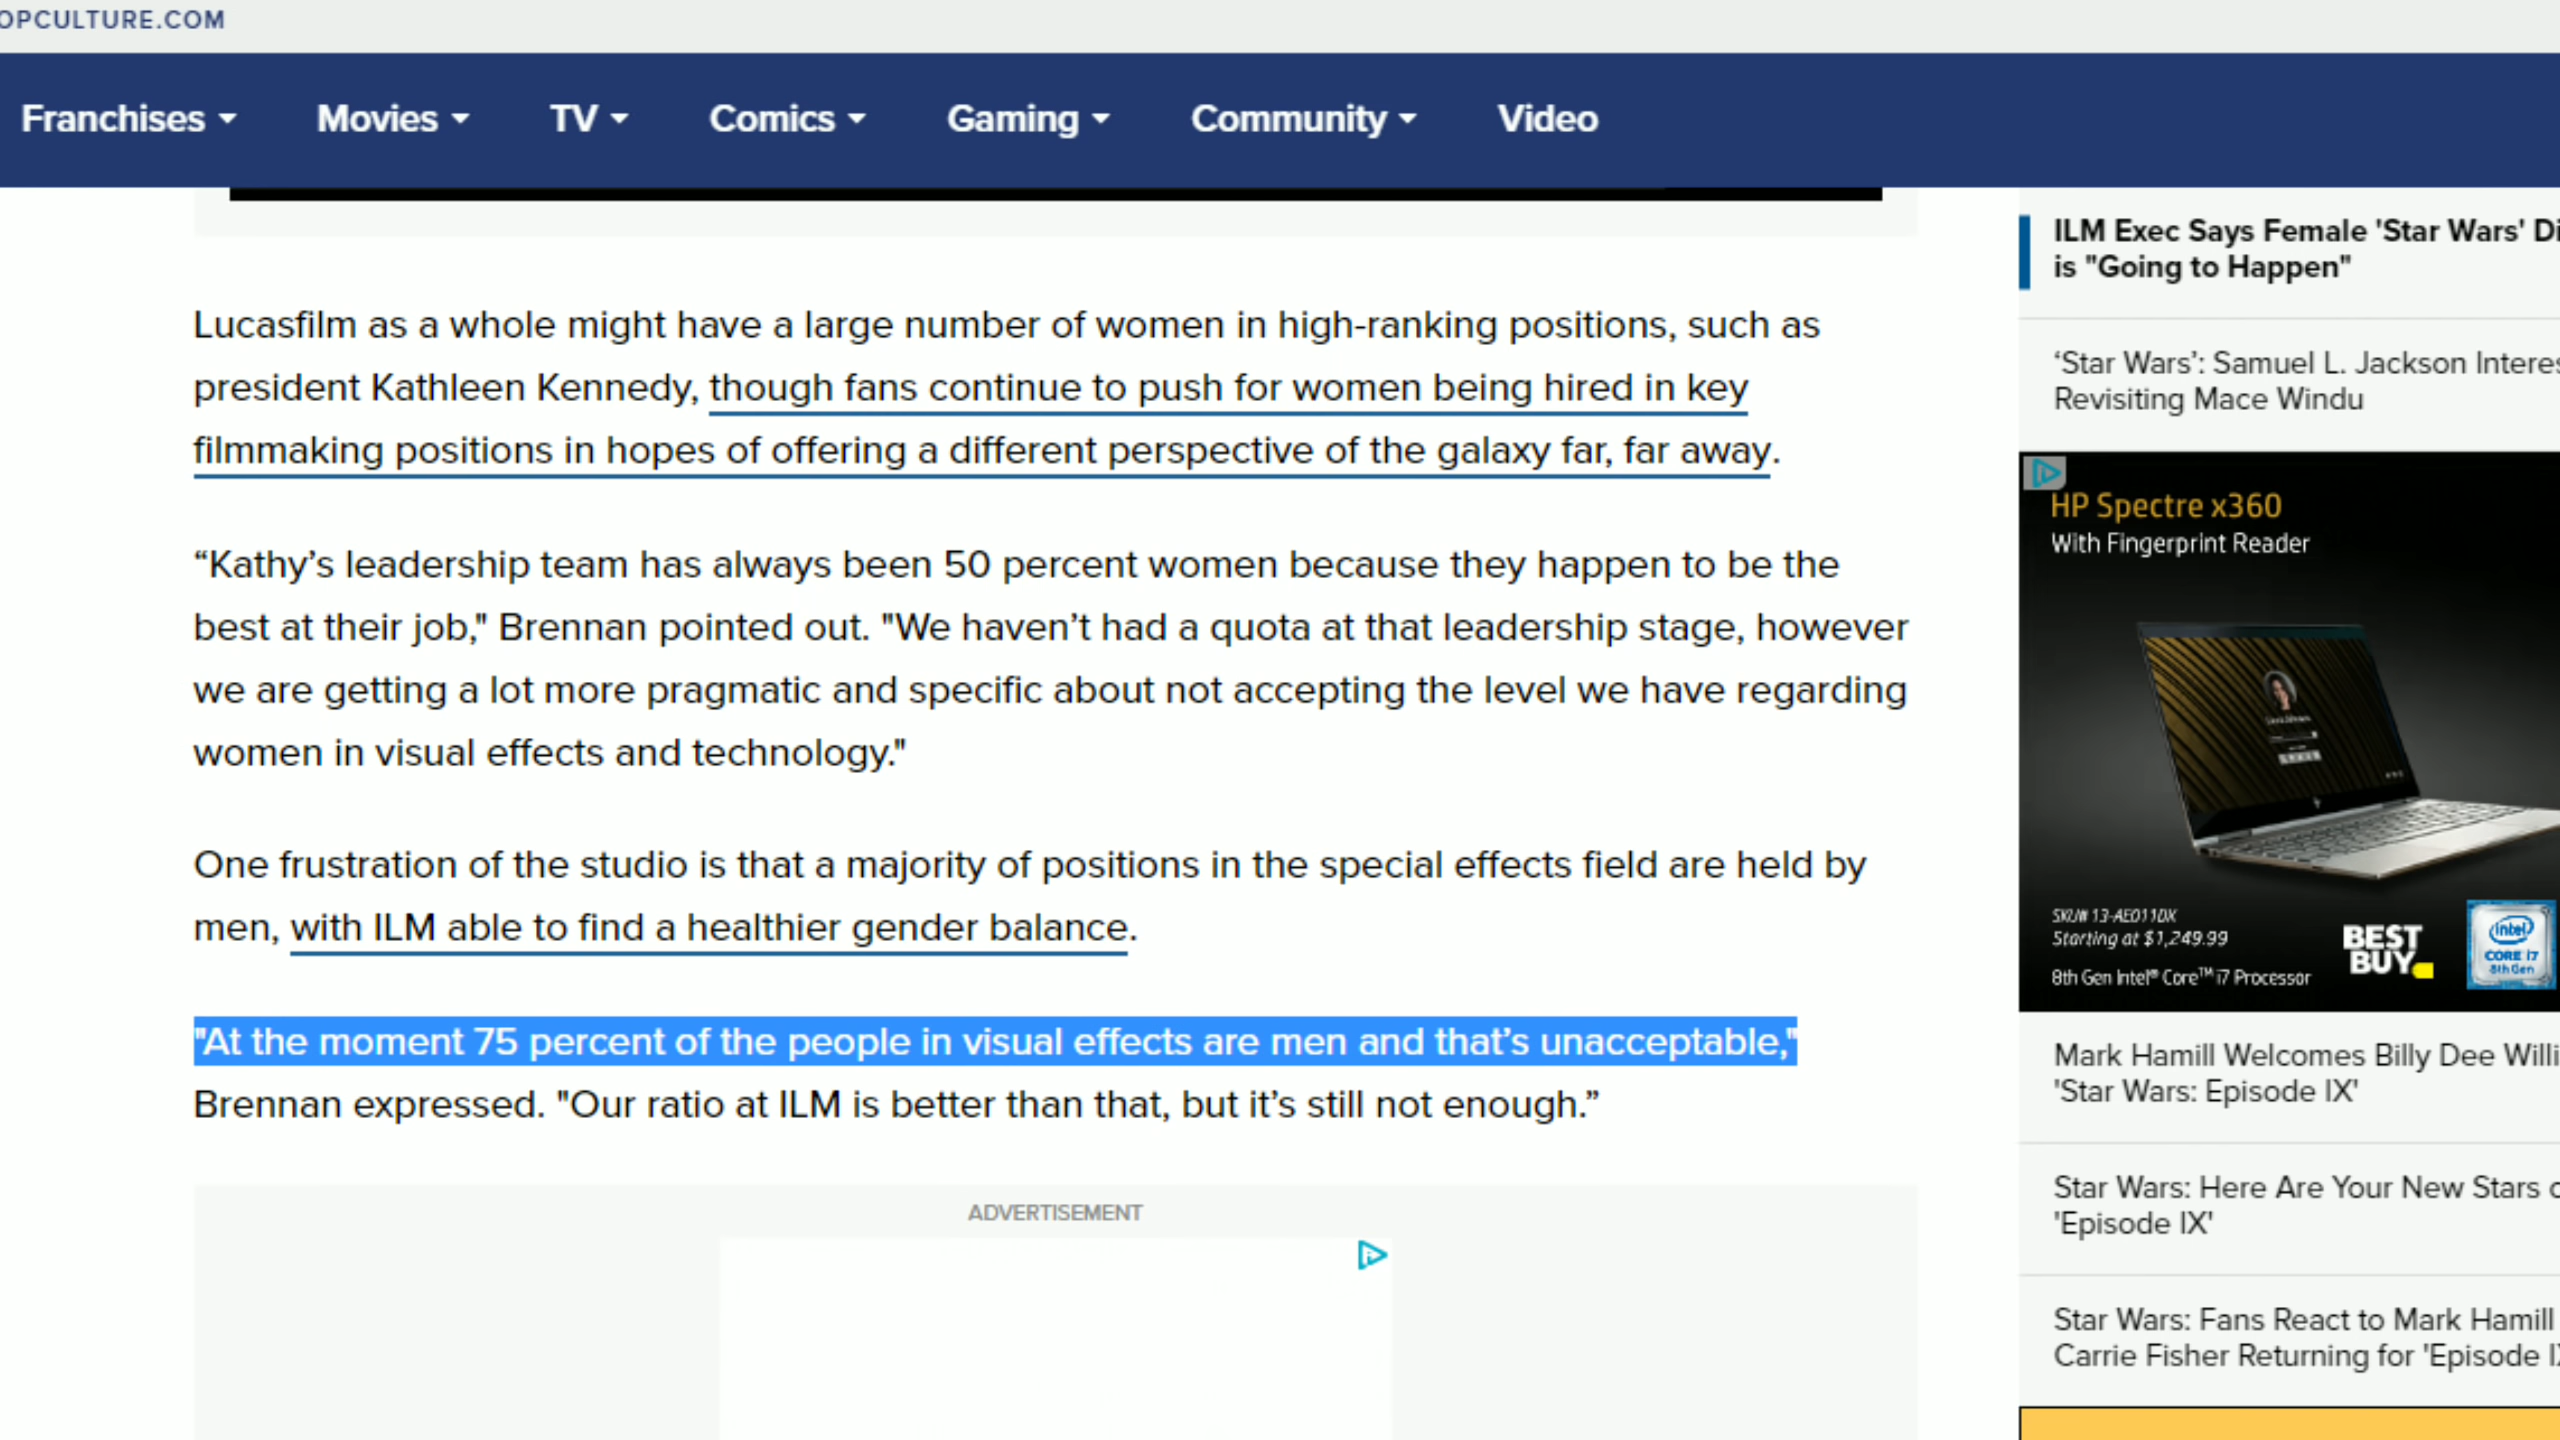 OPCULTURE.COM
Franchises Movies TV Comics Gaming Community Video
Lucasfilm as a whole might have a large number of women in high-ranking positions, such as
president Kathleen Kennedy, though fans continue to push for women being hired in key
filmmaking positions in hopes of offering a different perspective of the galaxy far, far away.
“Kathy’s leadership team has always been 50 percent women because they happen to be the
best at their job," Brennan pointed out. "We haven’t had a quota at that leadership stage, however
we are getting a lot more pragmatic and specific about not accepting the level we have regarding
women in visual effects and technology."
One frustration of the studio is that a majority of positions in the special effects field are held by
men, with ILM able to find a healthier gender balance.
"At the moment 75 percent of the people in visual effects are men and that’s unacceptable,"
Brennan expressed. "Our ratio at ILM is better than that, but it’s still not enough.”
ADVERTISEMENT
ILM Exec Says Female 'Star Wars' Di
is "Going to Happen"
‘Star Wars’: Samuel L. Jackson Interes
Revisiting Mace Windu
HP Spectre x360
With Fingerprint Reader
SKU# 13-AE011DX
Starting at $1,249.99
8th Gen Intel® Core™ i7 Processor
BEST
BUY
intel
CORE i7
8th Gen
Mark Hamill Welcomes Billy Dee Willi
'Star Wars: Episode IX'
Star Wars: Here Are Your New Stars o
'Episode IX'
Star Wars: Fans React to Mark Hamill
Carrie Fisher Returning for 'Episode I